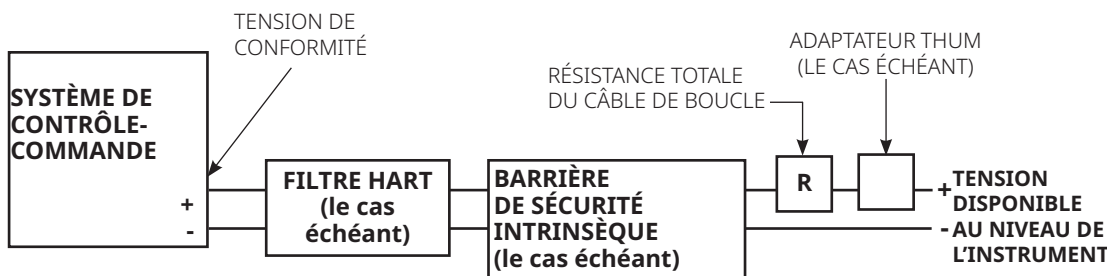 TENSION DE
CONFORMITÉ
ADAPTATEUR THUM
(LE CAS ÉCHÉANT)
RÉSISTANCE TOTALE
DU CÂBLE DE BOUCLE
SYSTÈME DE
CONTRÔLE-
COMMANDE
+
-
FILTRE HART
(le cas
échéant)
BARRIÈRE
DE SÉCURITÉ
INTRINSÈQUE
(le cas échéant)
R
+ TENSION
DISPONIBLE
- AU NIVEAU DE
L'INSTRUMENT